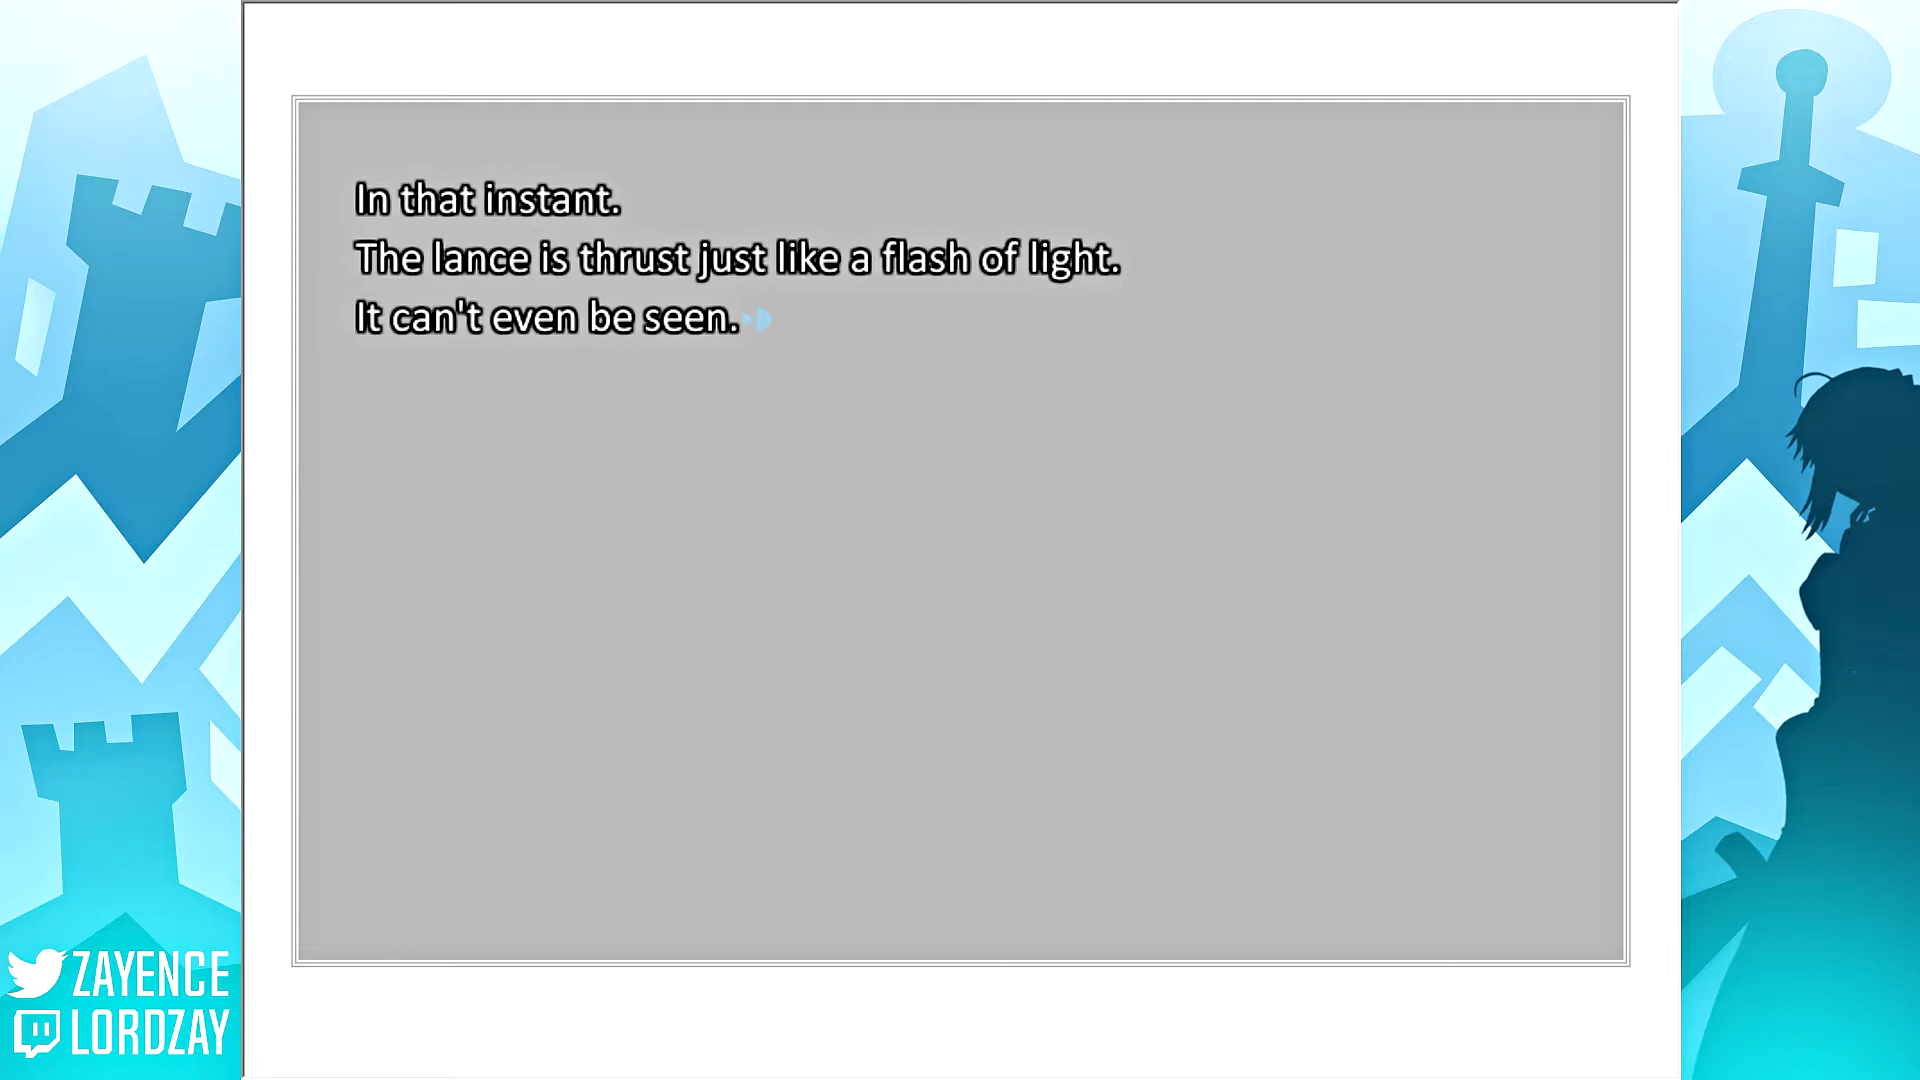 In that instant.
The lance is thrust just like a flash of light.
It can't even be seen.
ZAYENCE
LORDZAY